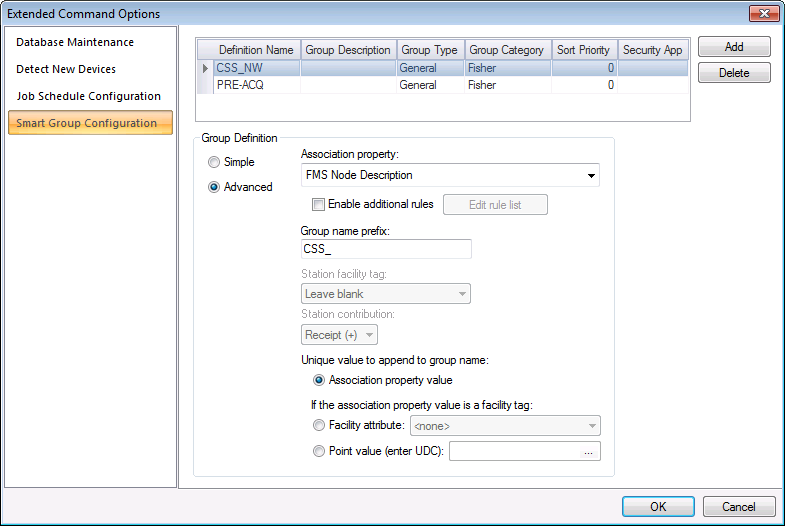 Extended Command Options
Database Maintenance
Detect New Devices
Job Schedule Configuration
Smart Group Configuration
Definition Name Group Description Group Type Group Category Sort Priority Security App
CSS_NW General Fisher 0
PRE-ACQ General Fisher 0
Add
Delete
Group Definition
Simple
Advanced
Association property:
FMS Node Description
Enable additional rules Edit rule list
Group name prefix:
CSS_
Station facility tag:
Leave blank
Station contribution:
Receipt (+)
Unique value to append to group name:
Association property value
If the association property value is a facility tag:
Facility attribute: <none>
Point value (enter UDC): ...
OK Cancel